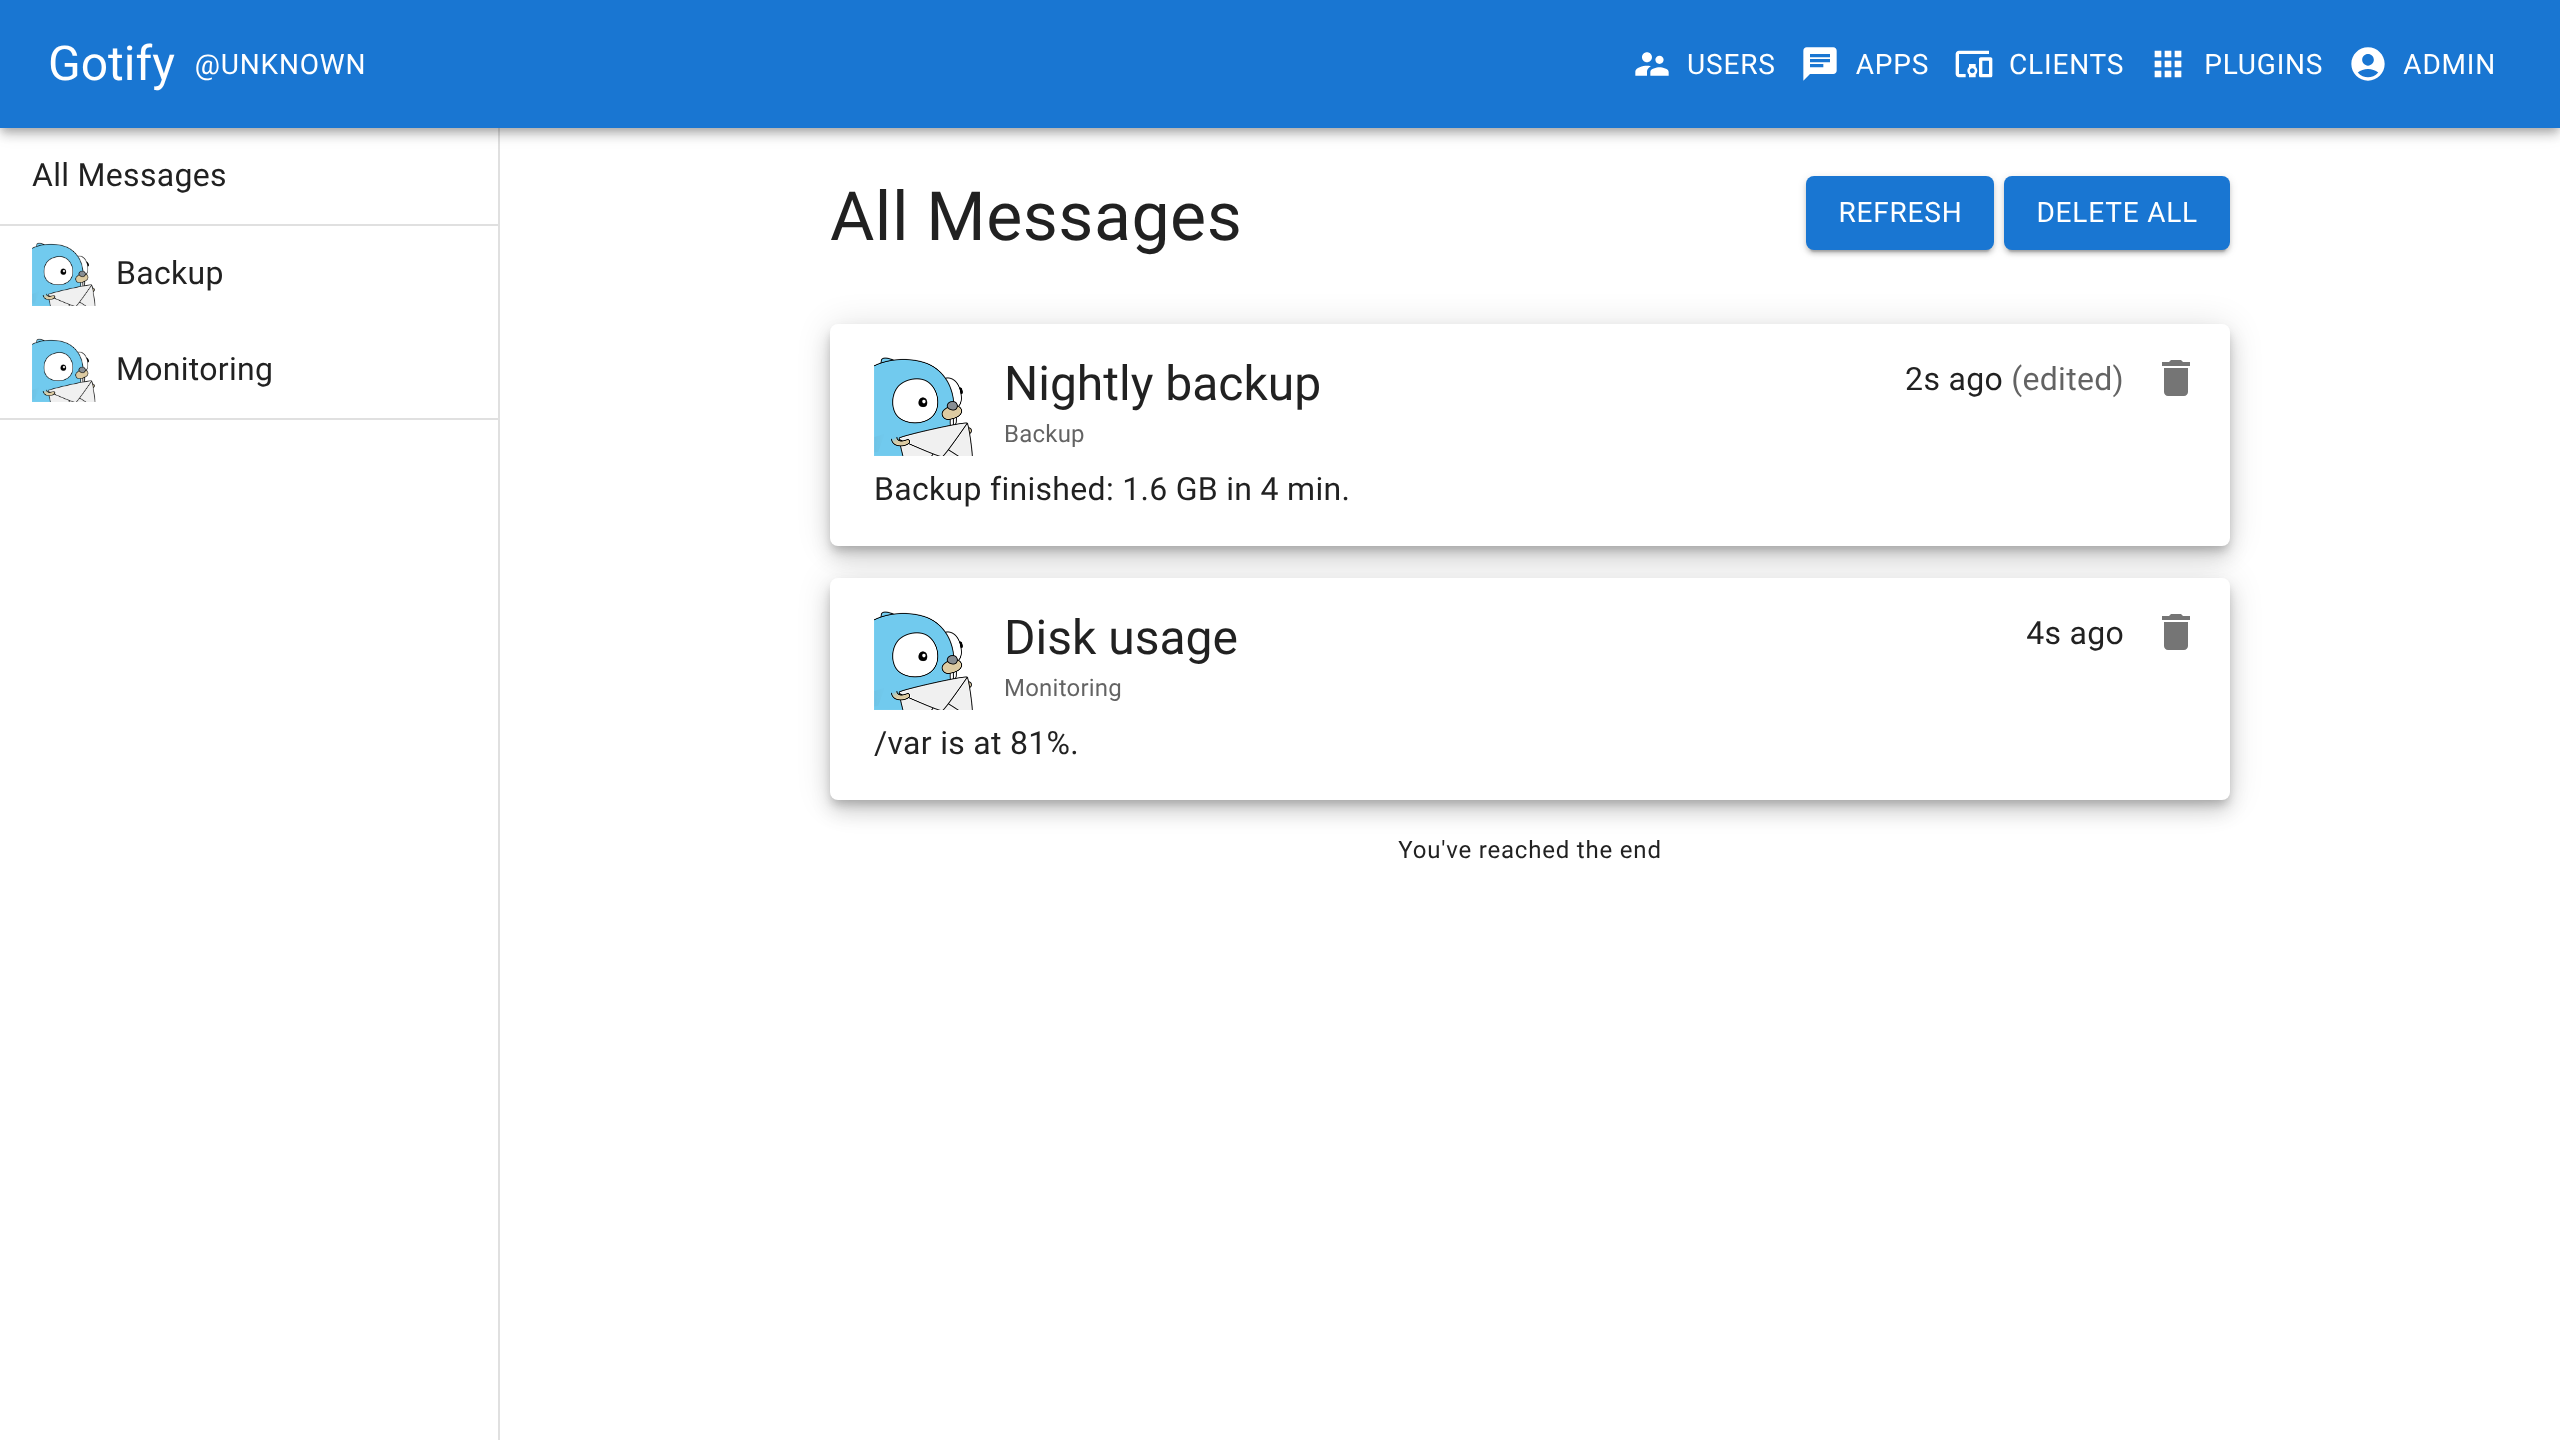 Gotify @UNKNOWN USERS APPS CLIENTS PLUGINS ADMIN
All Messages
Backup
Monitoring
All Messages REFRESH DELETE ALL
Nightly backup 2s ago (edited)
Backup
Backup finished: 1.6 GB in 4 min.
Disk usage 4s ago
Monitoring
/var is at 81%.
You've reached the end